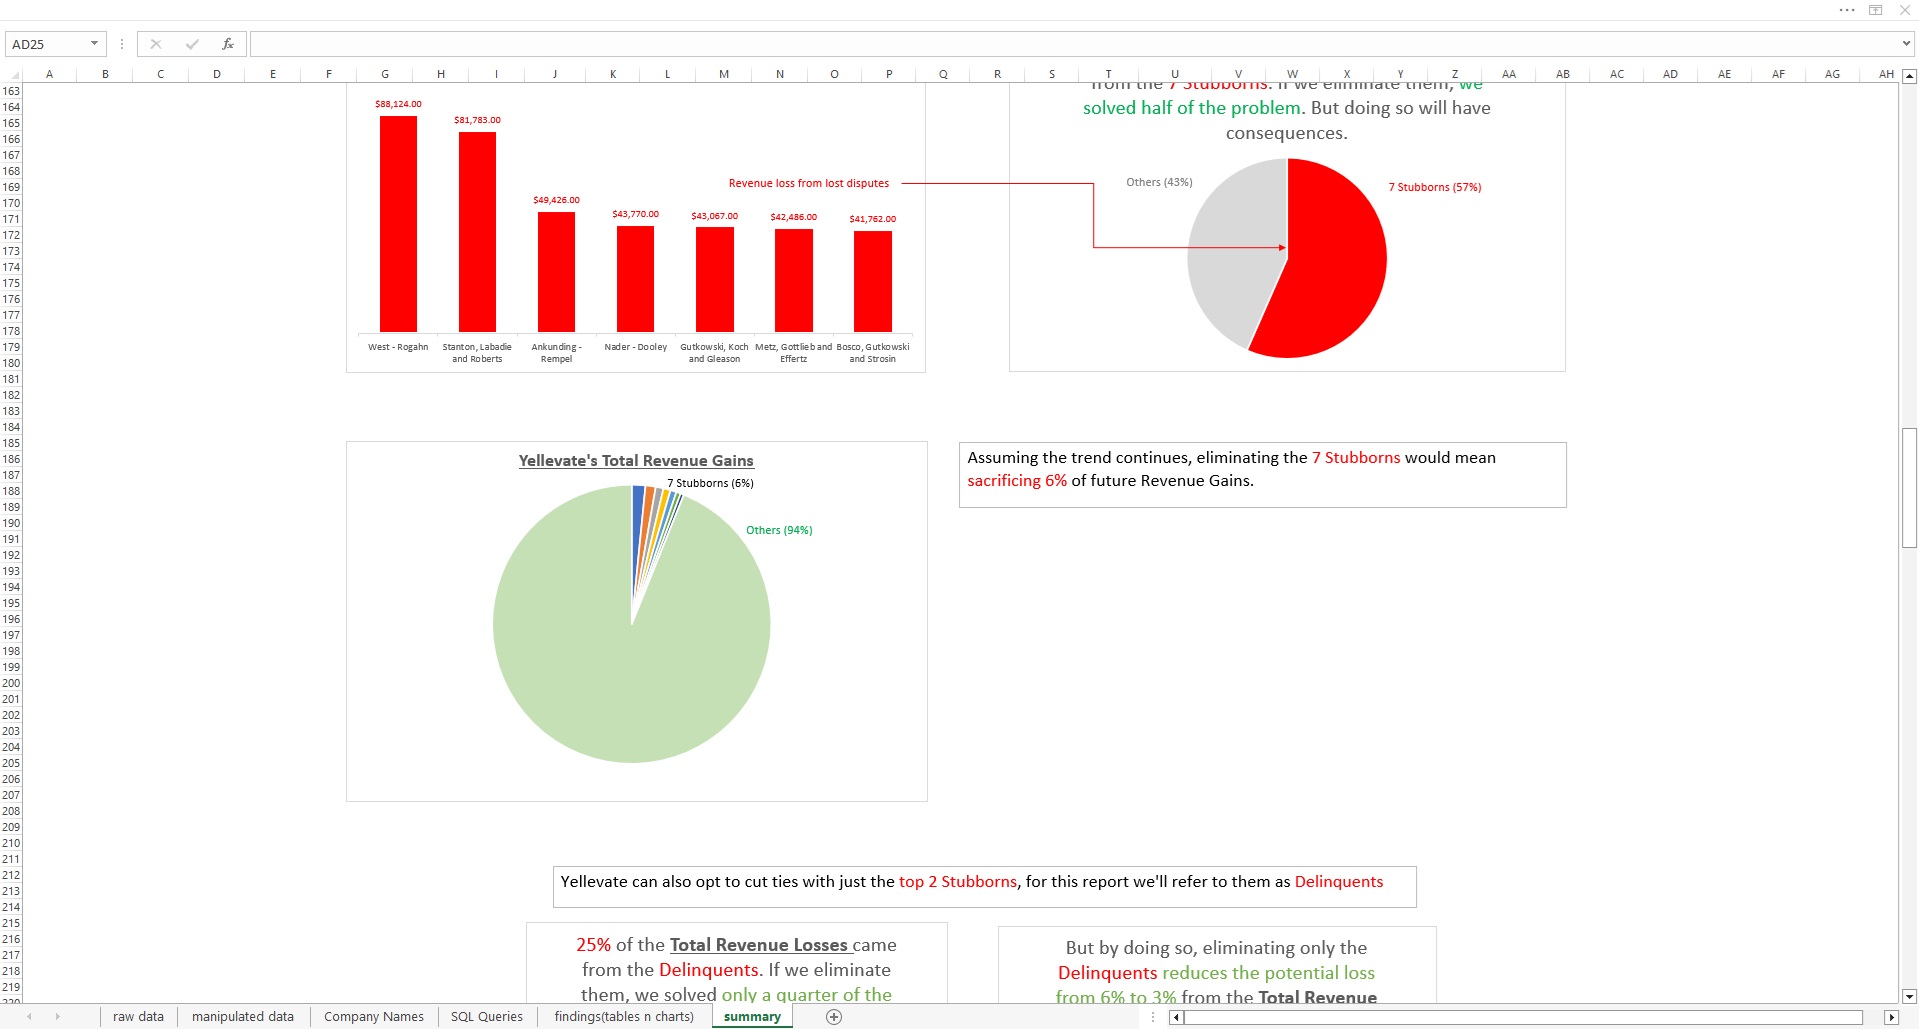 AD25
fx
A B C D E F G H I J K L M N O P Q R S T U V W X Y Z AA AB AC AD AE AF AG AH
163
164
165
166
167
168
169
170
171
172
173
174
175
176
177
178
179
180
181
182
183
184
185
186
187
188
189
190
191
192
193
194
195
196
197
198
199
200
201
202
203
204
205
206
207
208
209
210
211
212
213
214
215
216
217
218
219
220
$88,124.00
$81,783.00
$49,426.00
$43,770.00
$43,067.00
$42,486.00
$41,762.00
Revenue loss from lost disputes
West - Rogahn
Stanton, Labadie
and Roberts
Ankunding -
Rempel
Nader - Dooley
Gutkowski, Koch
and Gleason
Metz, Gottlieb and
Effertz
Bosco, Gutkowski
and Strosin
from the 7 Stubborns. If we eliminate them, we
solved half of the problem. But doing so will have
consequences.
Others (43%)
7 Stubborns (57%)
Yellevate's Total Revenue Gains
7 Stubborns (6%)
Others (94%)
Assuming the trend continues, eliminating the 7 Stubborns would mean
sacrificing 6% of future Revenue Gains.
Yellevate can also opt to cut ties with just the top 2 Stubborns, for this report we'll refer to them as Delinquents
25% of the Total Revenue Losses came
from the Delinquents. If we eliminate
them, we solved only a quarter of the
But by doing so, eliminating only the
Delinquents reduces the potential loss
from 6% to 3% from the Total Revenue
raw data
manipulated data
Company Names
SQL Queries
findings(tables n charts)
summary